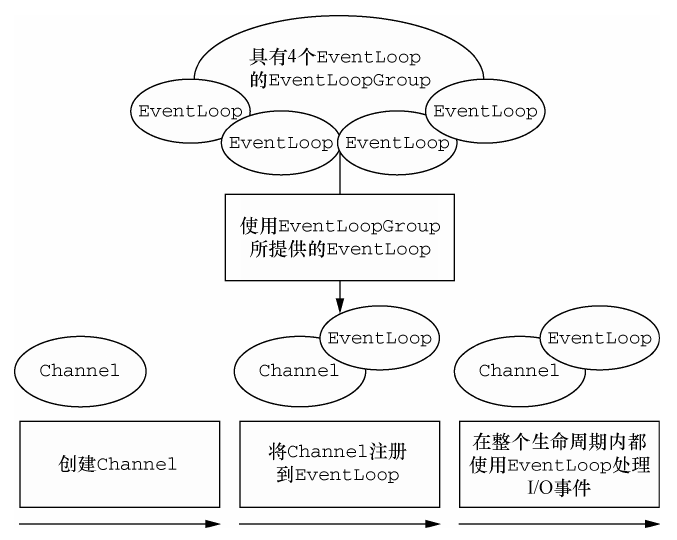 具有4个EventLoop
的EventLoopGroup
EventLoop
EventLoop
EventLoop
EventLoop
使用EventLoopGroup
所提供的EventLoop
Channel
Channel
EventLoop
Channel
EventLoop
创建Channel
将Channel注册
到EventLoop
在整个生命周期内都
使用EventLoop处理
I/O事件